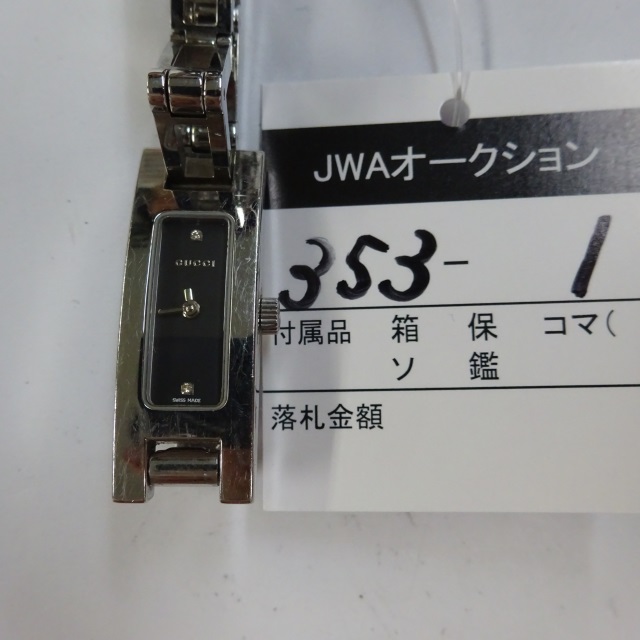 JWAオークション
353- 1
付属品 箱 保 コマ(
ソ 鑑
落札金額
GUCCI
SWISS MADE